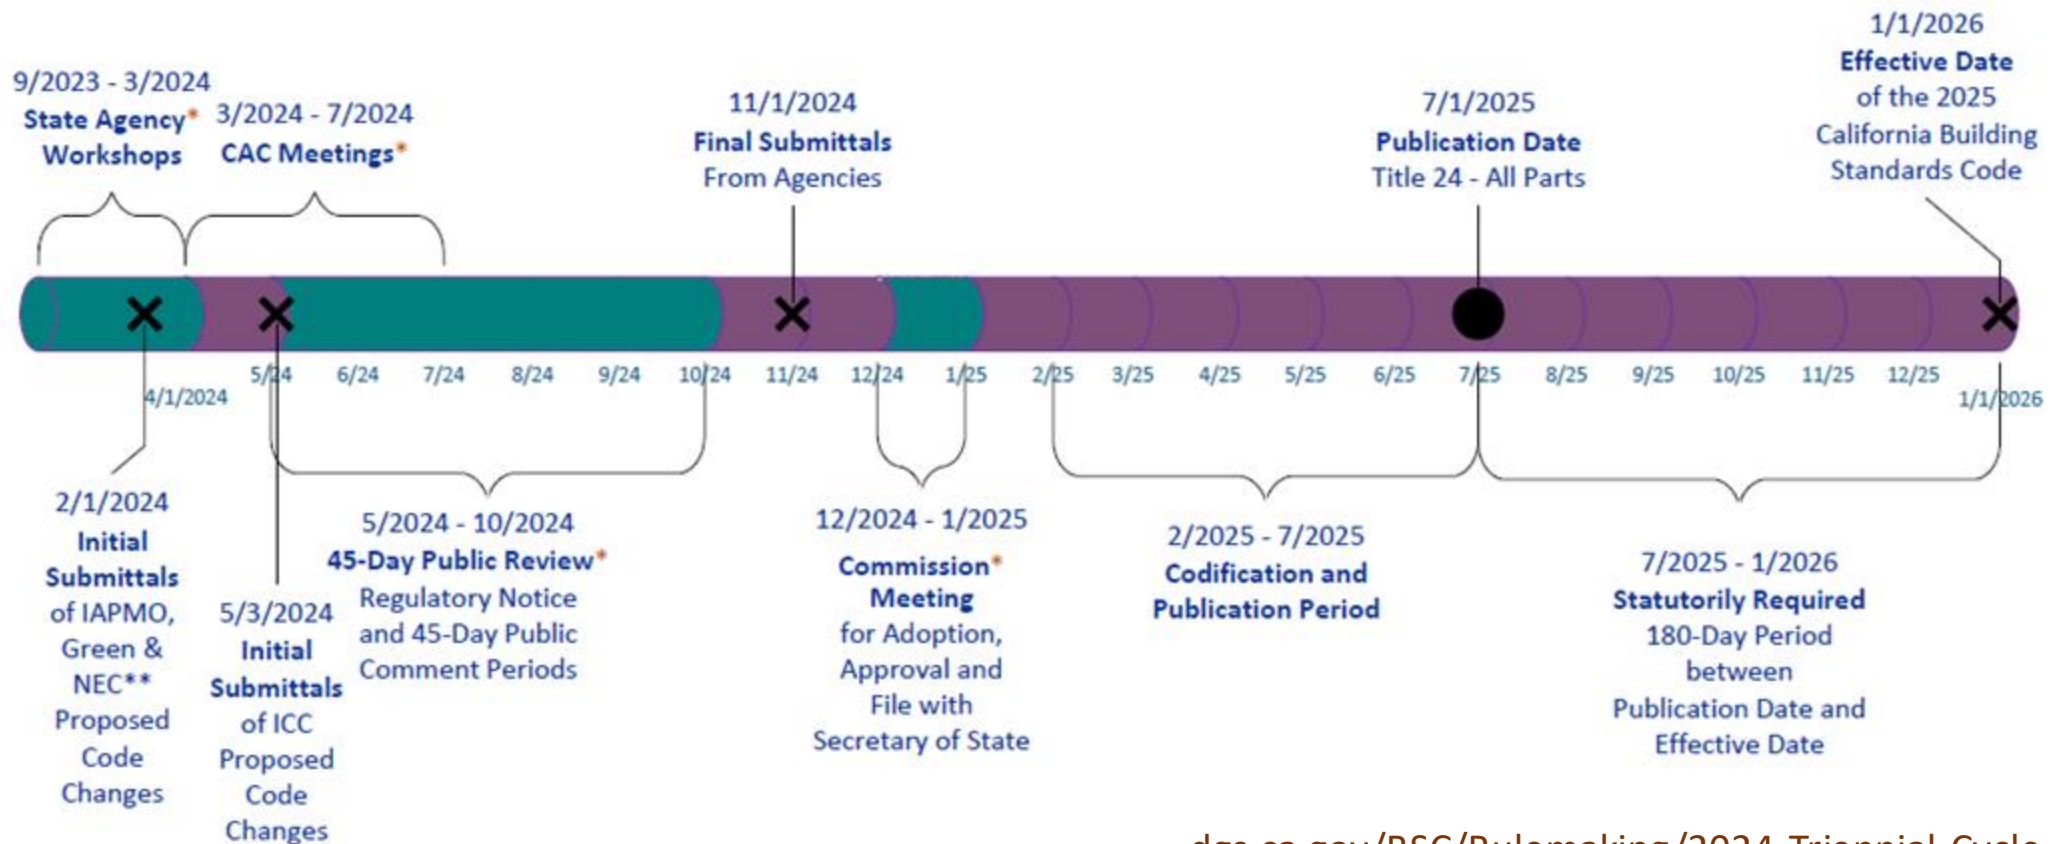 9/2023 - 3/2024
State Agency*
Workshops
3/2024 - 7/2024
CAC Meetings*
11/1/2024
Final Submittals
From Agencies
7/1/2025
Publication Date
Title 24 - All Parts
1/1/2026
Effective Date
of the 2025
California Building
Standards Code
4/1/2024
5/24
6/24
7/24
8/24
9/24
10/24
11/24
12/24
1/25
2/25
3/25
4/25
5/25
6/25
7/25
8/25
9/25
10/25
11/25
12/25
1/1/2026
2/1/2024
Initial
Submittals
of IAPMO,
Green &
NEC**
Proposed
Code
Changes
5/3/2024
Initial
Submittals
of ICC
Proposed
Code
Changes
5/2024 - 10/2024
45-Day Public Review*
Regulatory Notice
and 45-Day Public
Comment Periods
12/2024 - 1/2025
Commission*
Meeting
for Adoption,
Approval and
File with
Secretary of State
2/2025 - 7/2025
Codification and
Publication Period
7/2025 - 1/2026
Statutorily Required
180-Day Period
between
Publication Date and
Effective Date
dgs.ca.gov/BSC/Rulemaking/2024-Triennial-Cycle